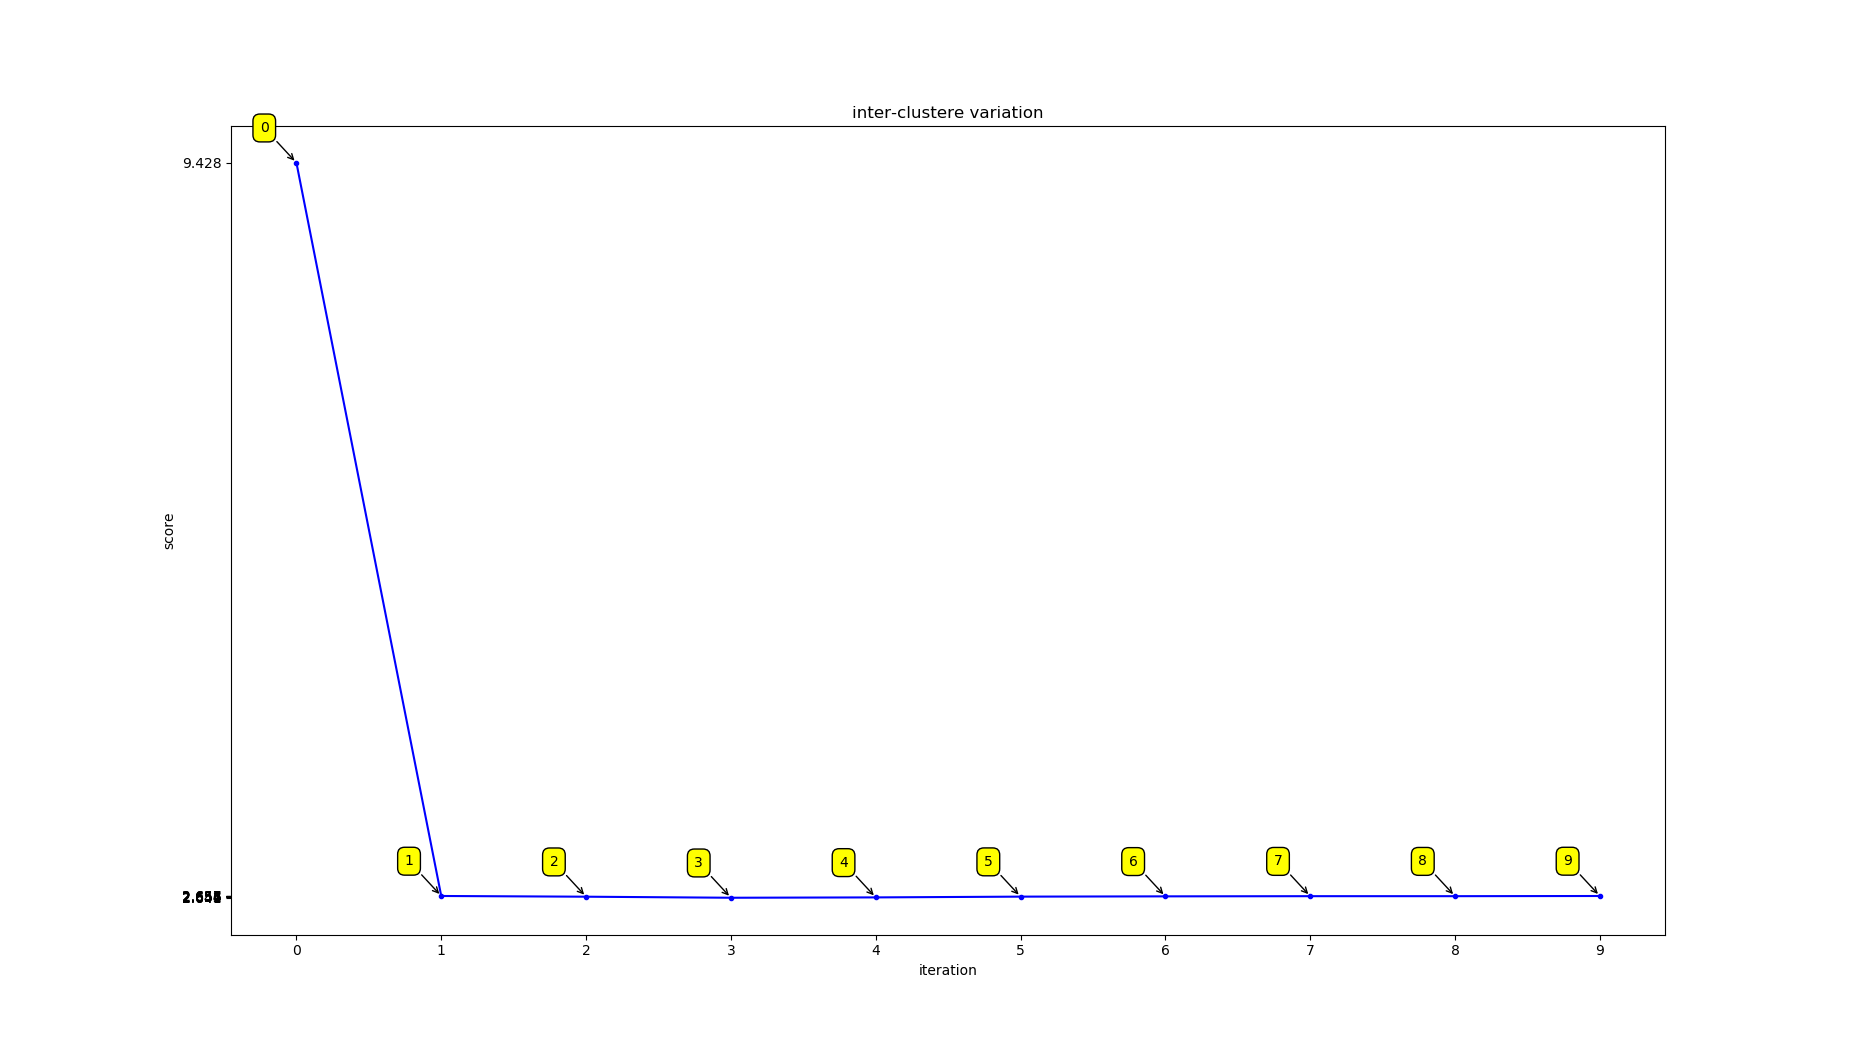 inter-clustere variation
0
9.428
score
1 2 3 4 5 6 7 8 9
0 1 2 3 4 5 6 7 8 9
iteration